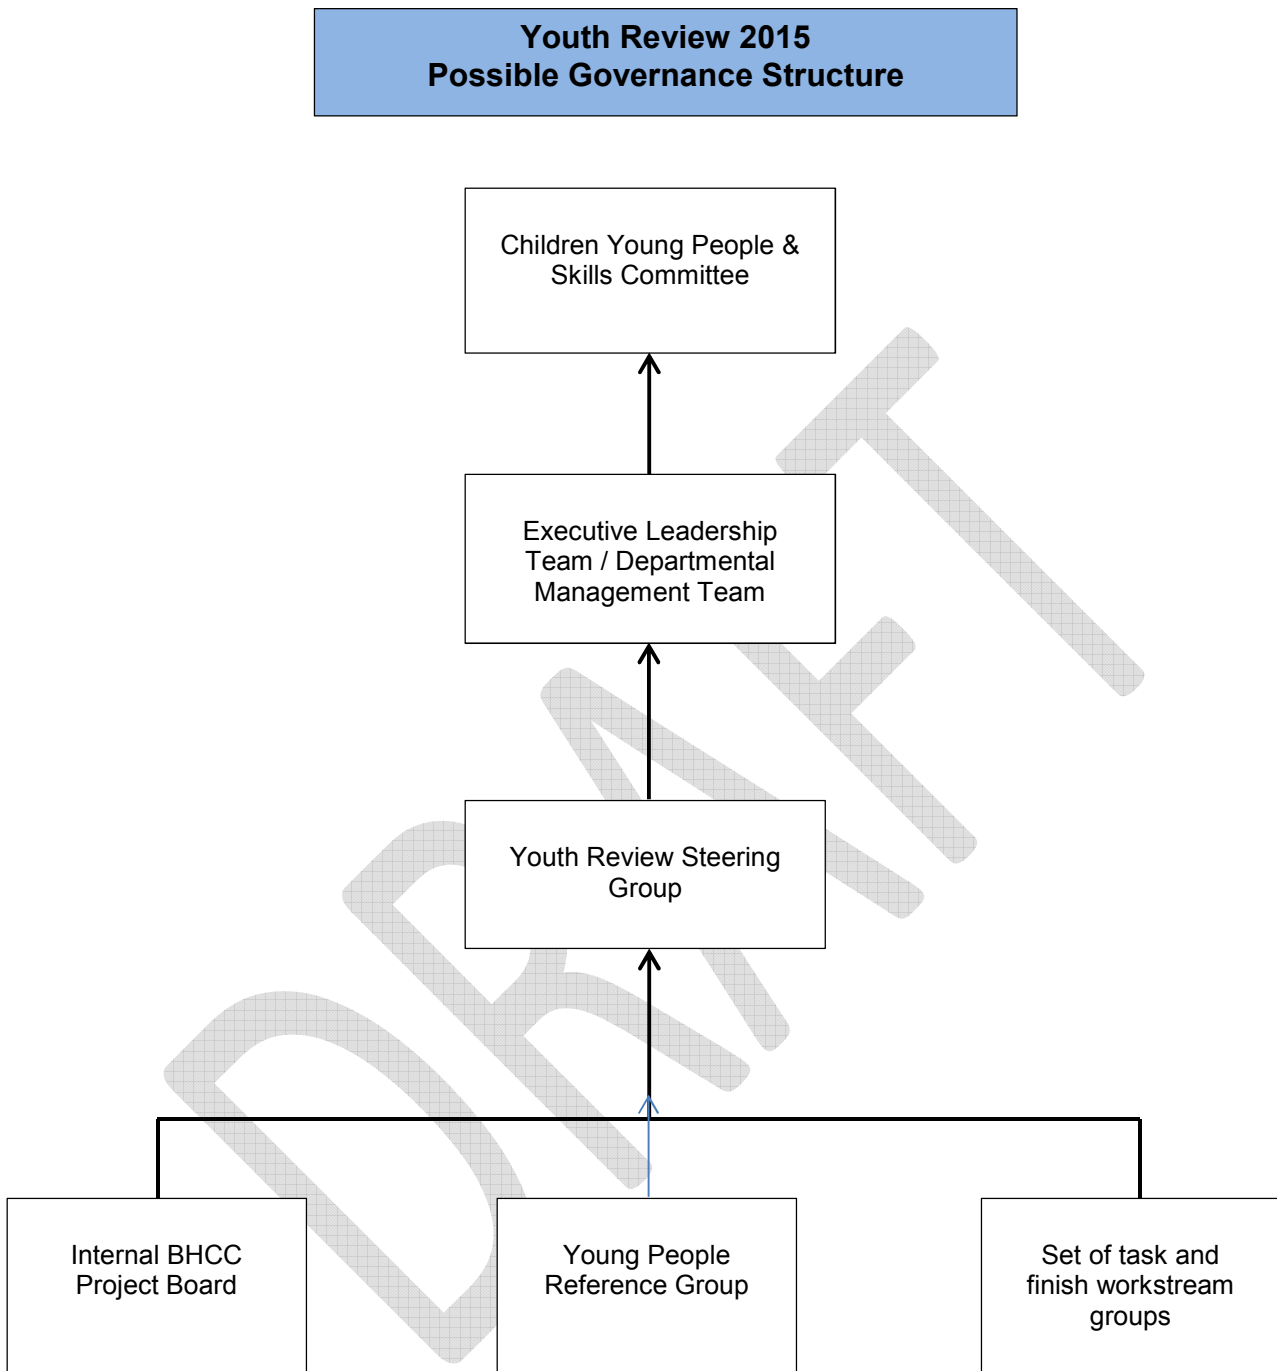 Youth Review 2015
Possible Governance Structure
Children Young People &
Skills Committee
Executive Leadership
Team / Departmental
Management Team
Youth Review Steering
Group
Internal BHCC
Project Board
Young People
Reference Group
Set of task and
finish workstream
groups
DRAFT